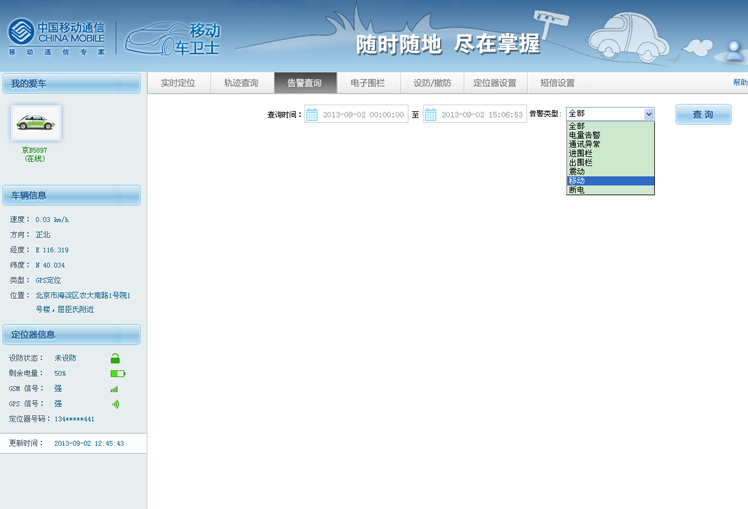 中国移动通信
CHINA MOBILE
移动通信专家
移动
车卫士
随时随地 尽在掌握
我的爱车
实时定位
轨迹查询
告警查询
电子围栏
设防/撤防
定位器设置
短信设置
帮助
查询时间：
2013-09-02 00:00:00
至
2013-09-02 15:06:53
告警类型：
全部
查 询
全部
电量告警
通讯异常
进围栏
出围栏
震动
移动
断电
京B5897
(在线)
车辆信息
速度： 0.03 km/h
方向： 正北
经度： E 116.319
纬度： N 40.034
类型： GPS定位
位置： 北京市海淀区农大南路1号院1
号楼，屈臣氏附近
定位器信息
设防状态： 未设防
剩余电量： 50%
GSM 信号： 强
GPS 信号： 强
定位器号码： 134*****441
更新时间： 2013-09-02 12:45:43